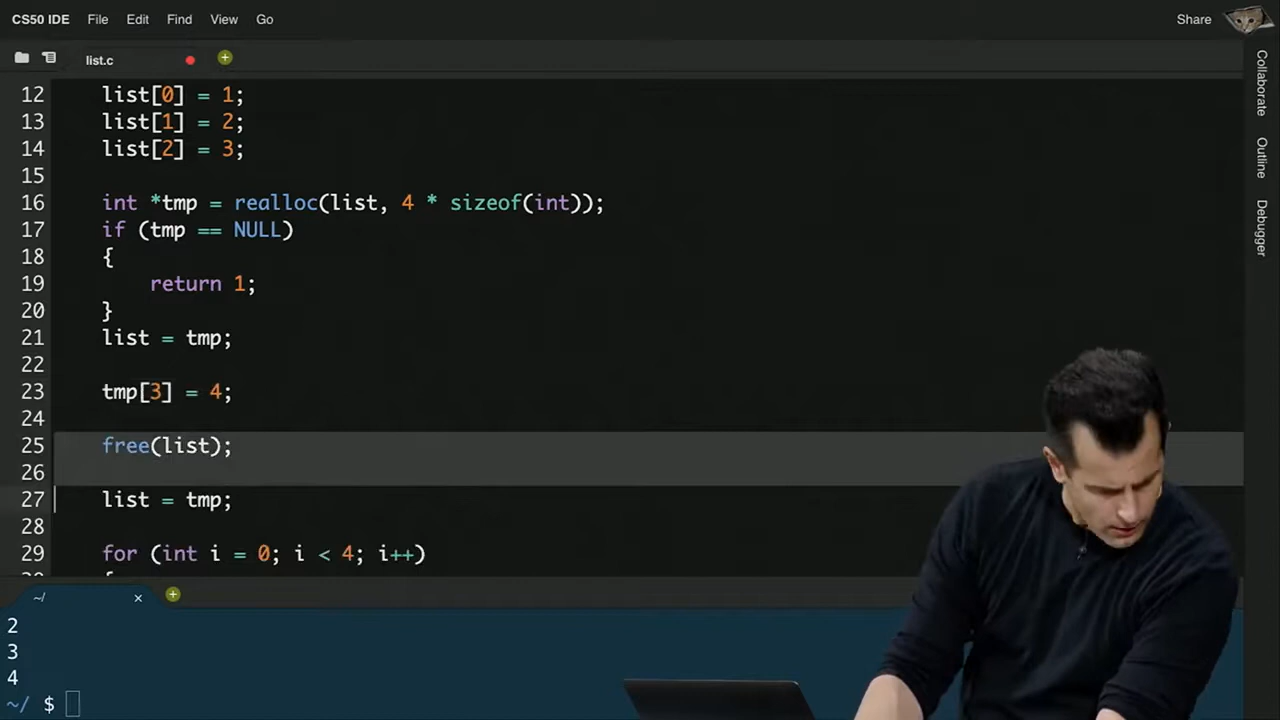 CS50 IDE File Edit Find View Go Share
list.c
12 list[0] = 1;
13 list[1] = 2;
14 list[2] = 3;
15
16 int *tmp = realloc(list, 4 * sizeof(int));
17 if (tmp == NULL)
18 {
19 return 1;
20 }
21 list = tmp;
22
23 tmp[3] = 4;
24
25 free(list);
26
27 list = tmp;
28
29 for (int i = 0; i < 4; i++)
Collaborate
Outline
Debugger
~/
2
3
4
~/ $